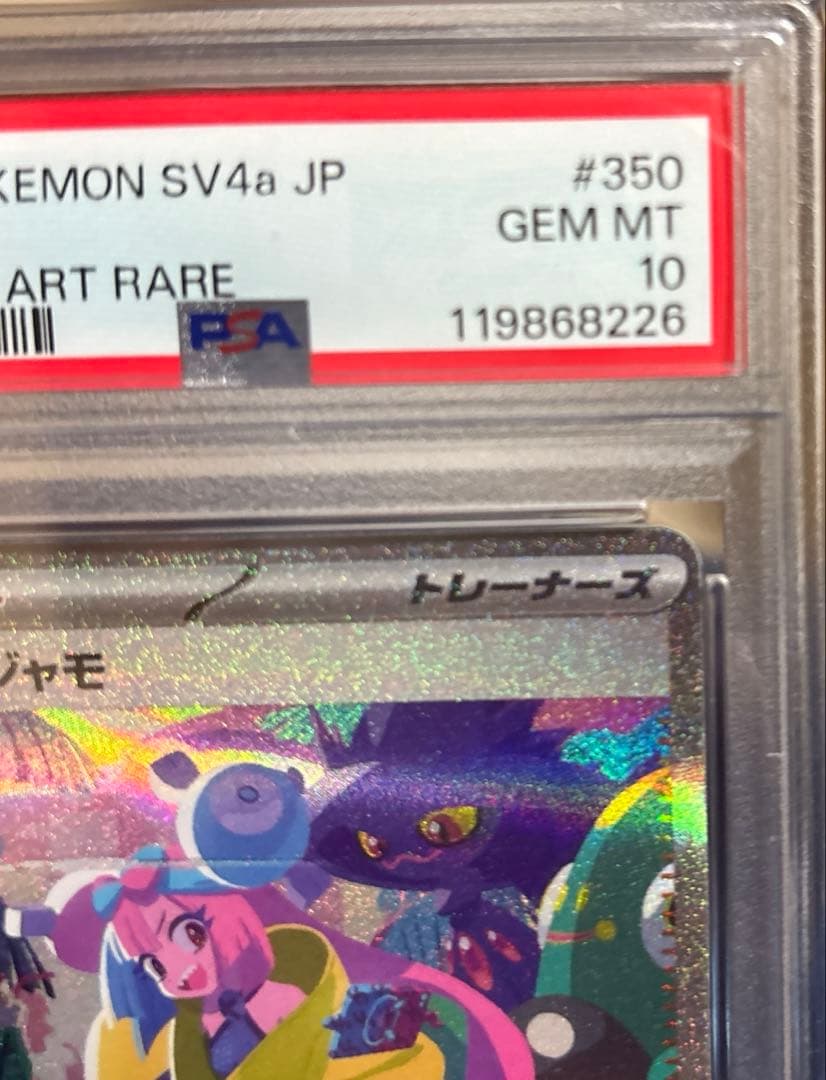 KEMON SV4a JP #350
GEM MT
ART RARE 10
PSA 119868226
トレーナーズ
ジャモ